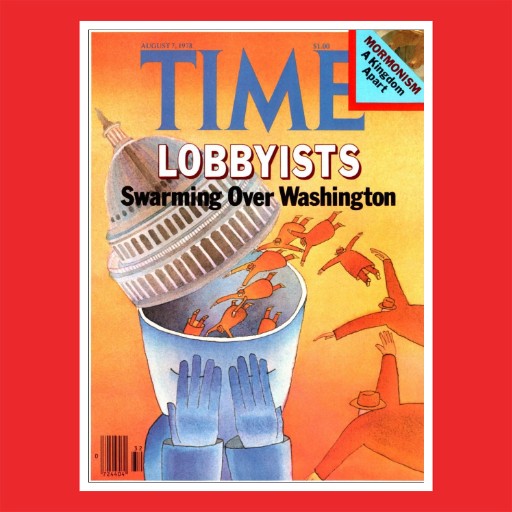 AUGUST 7, 1978
$1.00
TIME
MORMONISM
A Kingdom
Apart
LOBBYISTS
Swarming Over Washington